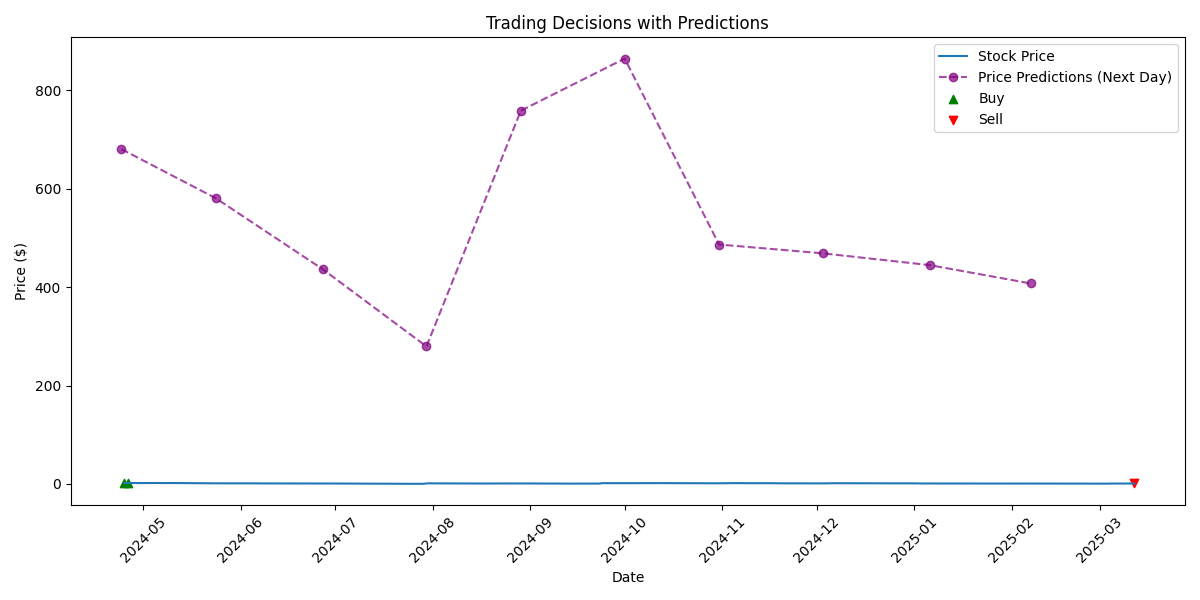 Trading Decisions with Predictions
Stock Price
Price Predictions (Next Day)
Buy
Sell
Price ($)
800
600
400
200
0
2024-05
2024-06
2024-07
2024-08
2024-09
2024-10
2024-11
2024-12
2025-01
2025-02
2025-03
Date